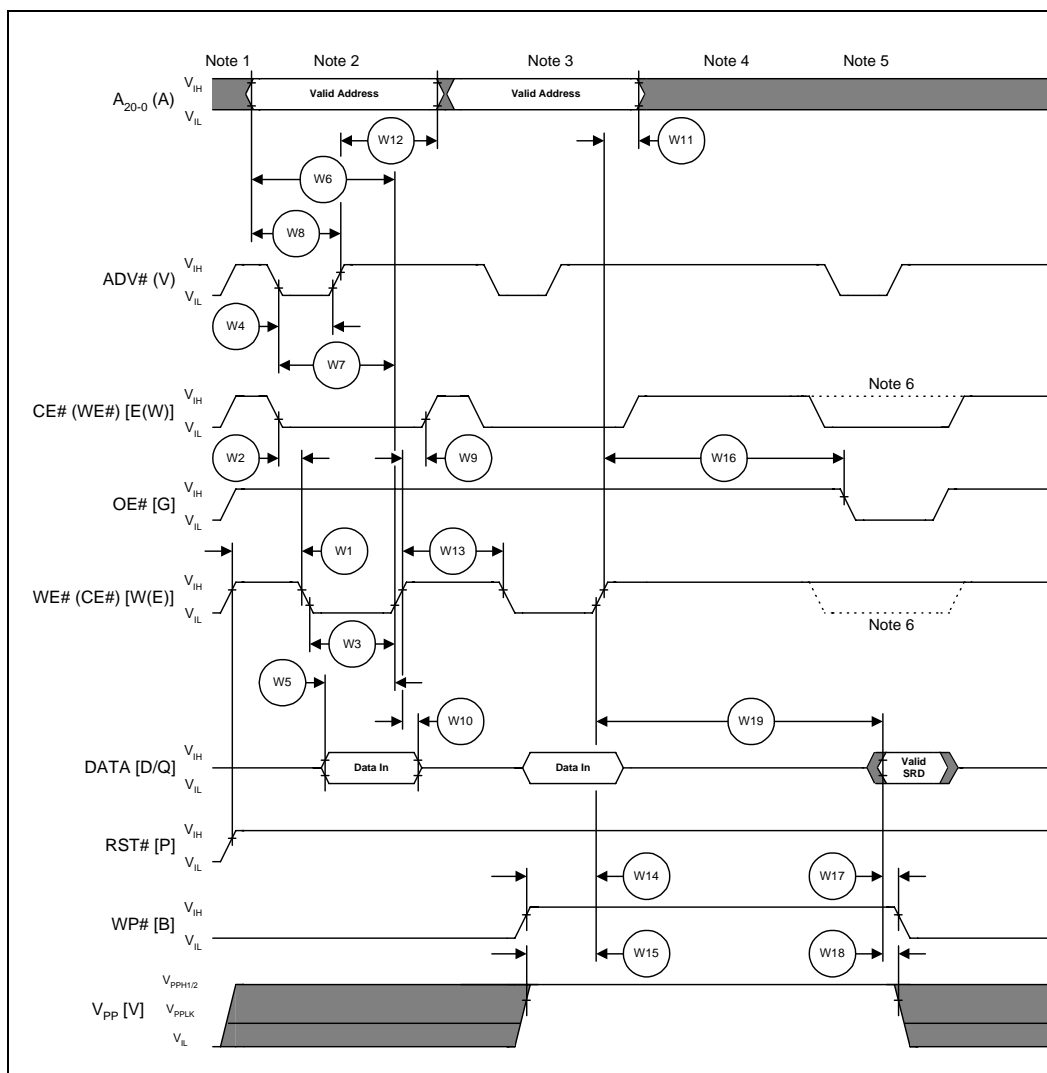 Note 1 Note 2 Note 3 Note 4 Note 5
VIH
A20-0 (A)
VIL
Valid Address Valid Address
W12 W11
W6
W8
VIH
ADV# (V)
VIL
W4
W7
VIH
CE# (WE#) [E(W)]
VIL
Note 6
W2 W9 W16
VIH
OE# [G]
VIL
W1 W13
VIH
WE# (CE#) [W(E)]
VIL
Note 6
W3
W5
W10 W19
VIH
DATA [D/Q]
VIL
Data In Data In Valid
SRD
VIH
RST# [P]
VIL
W14 W17
VIH
WP# [B]
VIL
W15 W18
VPPH1/2
VPP [V]
VPPLK
VIL